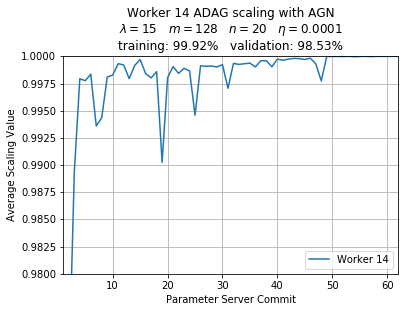 Worker 14 ADAG scaling with AGN
λ = 15 m = 128 n = 20 η = 0.0001
training: 99.92% validation: 98.53%
1.0000
0.9975
0.9950
0.9925
0.9900
0.9875
0.9850
0.9825
0.9800
Average Scaling Value
10 20 30 40 50 60
Parameter Server Commit
Worker 14